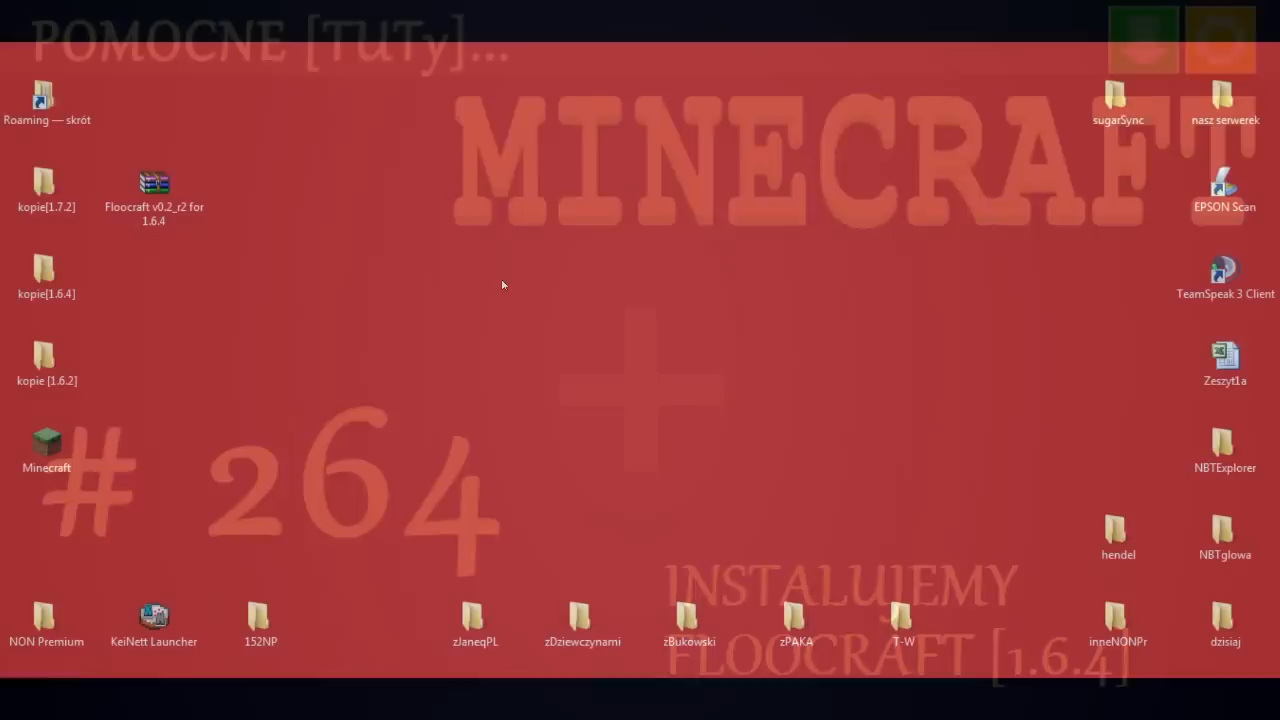 POMOCNE [TUTy]...
MINECRAFT
Roaming — skrót
sugarSync
nasz serwerek
kopie[1.7.2]
Floocraft v0.2_r2 for
1.6.4
EPSON Scan
kopie[1.6.4]
TeamSpeak 3 Client
kopie [1.6.2]
Zeszyt1a
Minecraft
NBTExplorer
# 264
hendel
NBTglowa
INSTALUJEMY
FLOOCRAFT [1.6.4]
NON Premium
KeiNett Launcher
152NP
zJaneqPL
zDziewczynami
zBukowski
zPAKA
T-W
inneNONPr
dzisiaj